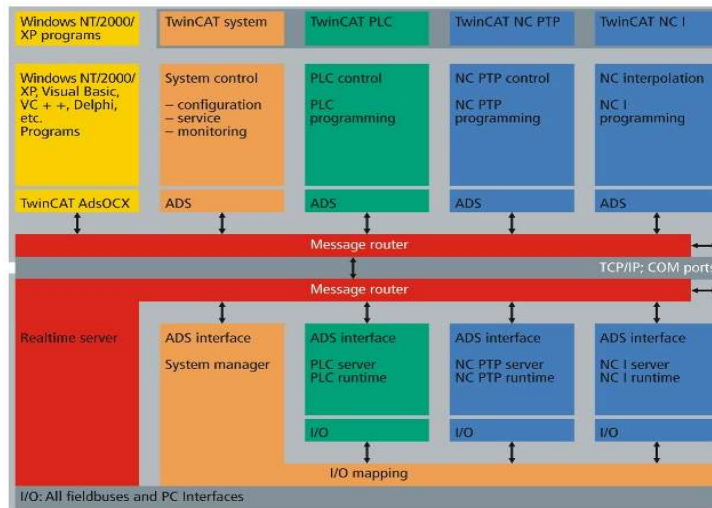 Windows NT/2000/
XP programs
TwinCAT system
TwinCAT PLC
TwinCAT NC PTP
TwinCAT NC I
Windows NT/2000/
XP, Visual Basic,
VC + +, Delphi,
etc.
Programs
System control
– configuration
– service
– monitoring
PLC control
PLC
programming
NC PTP control
NC PTP
programming
NC interpolation
NC I
programming
TwinCAT AdsOCX
ADS
ADS
ADS
ADS
Message router
TCP/IP; COM ports
Message router
Realtime server
ADS interface
System manager
ADS interface
PLC server
PLC runtime
ADS interface
NC PTP server
NC PTP runtime
ADS interface
NC I server
NC I runtime
I/O
I/O
I/O
I/O mapping
I/O: All fieldbuses and PC Interfaces